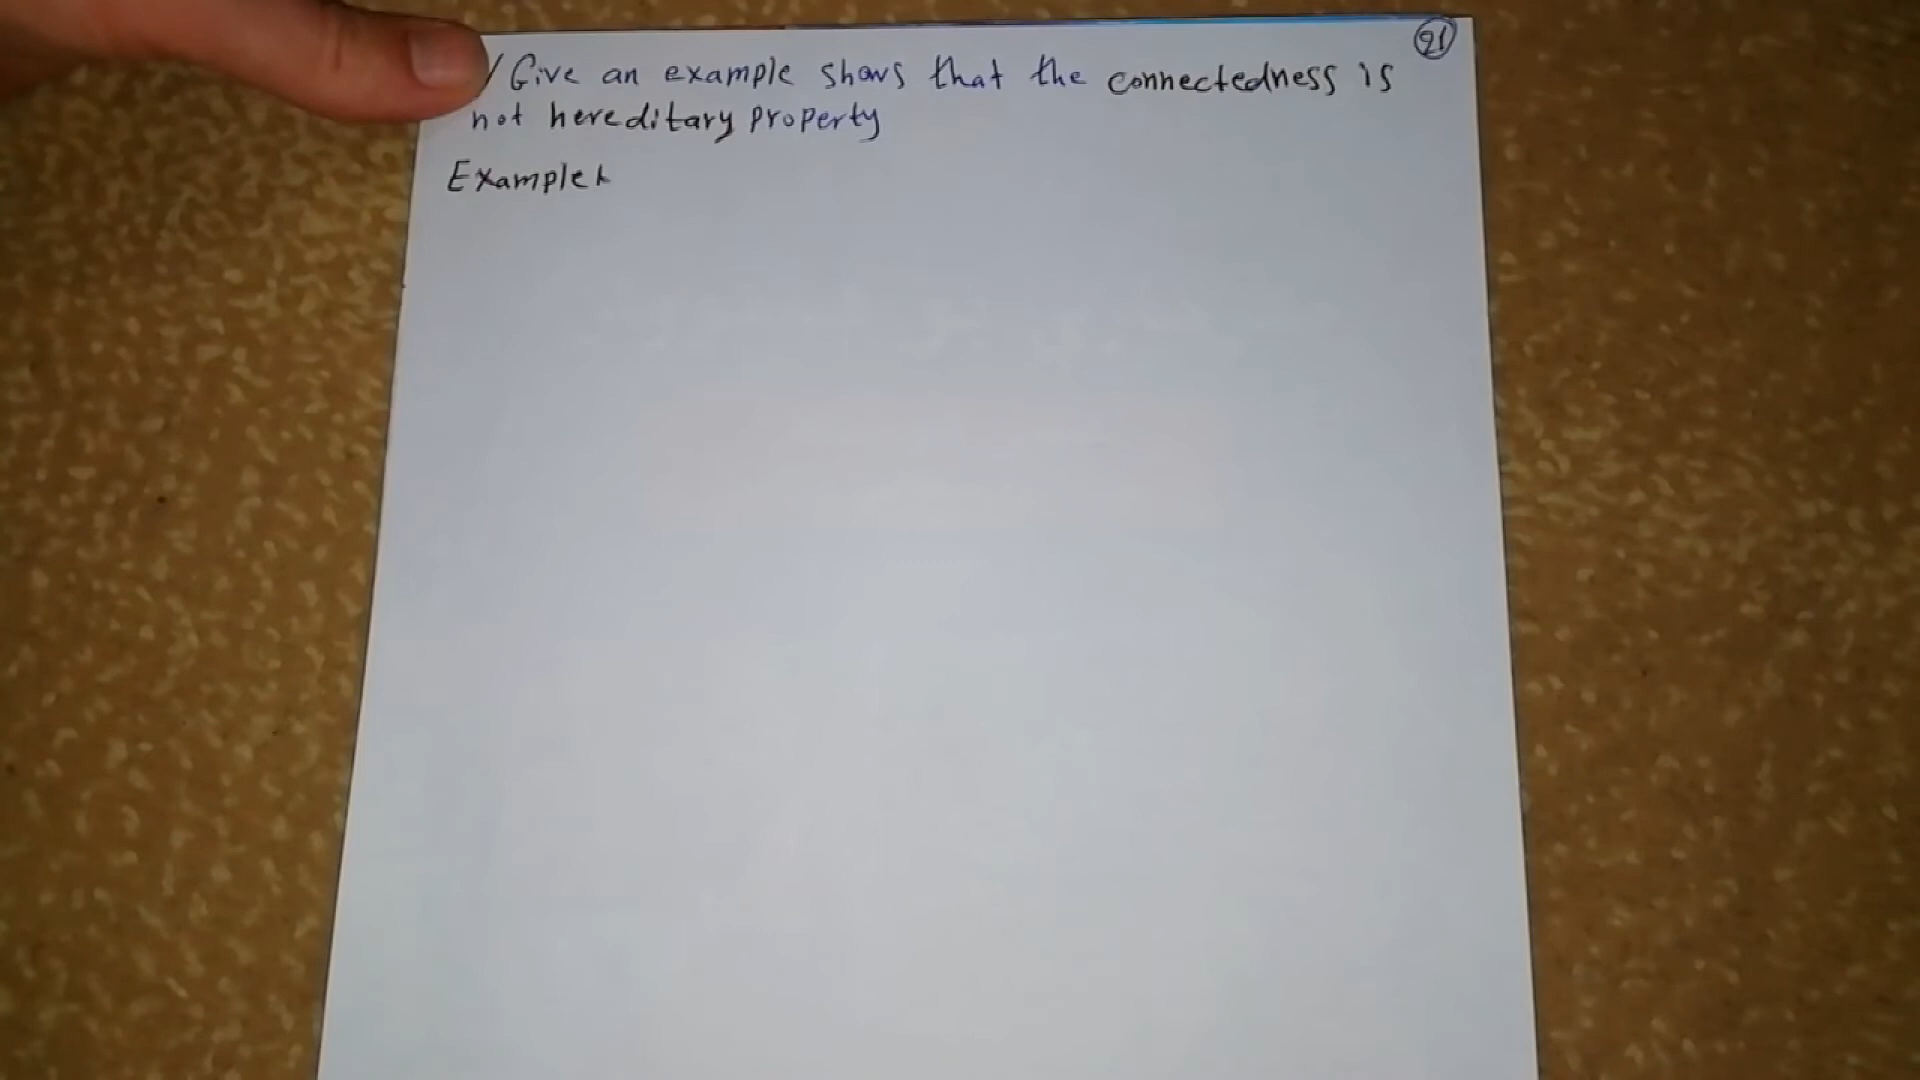 21
/ Give an example shows that the connectedness is
not hereditary property
Example